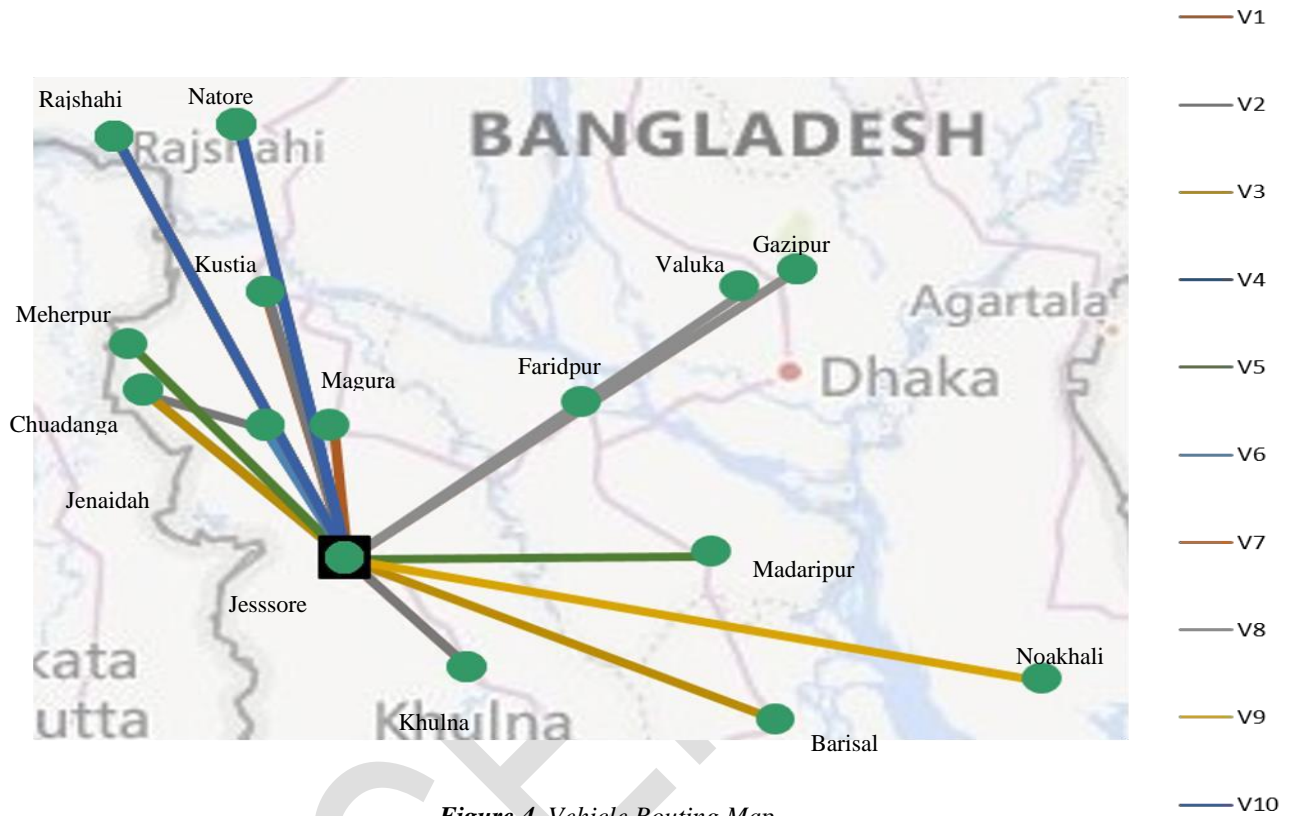 V1
Rajshahi
Natore
V2
BANGLADESH
Rajshahi
V3
Gazipur
Kustia
Valuka
V4
Agartala
Meherpur
Faridpur
V5
Magura
Dhaka
Chuadanga
V6
Jenaidah
V7
Madaripur
Jesssore
V8
Noakhali
kata
utta
Khulna
Khulna
V9
Barisal
V10
Figure 4. Vehicle Routing Map